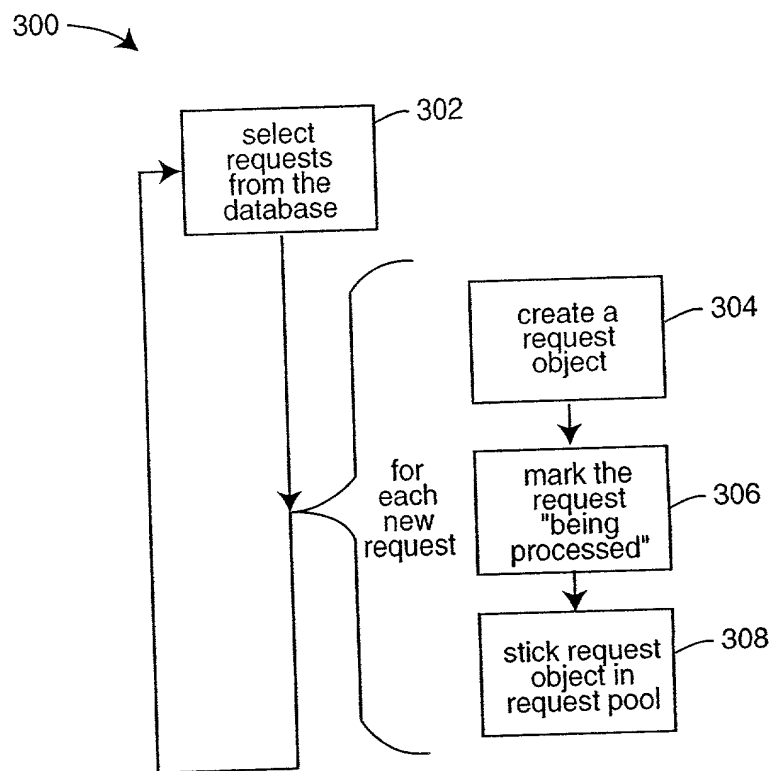 300
302
select
requests
from the
database
304
create a
request
object
for
each
new
request
mark the
request
"being
processed"
306
stick request
object in
request pool
308